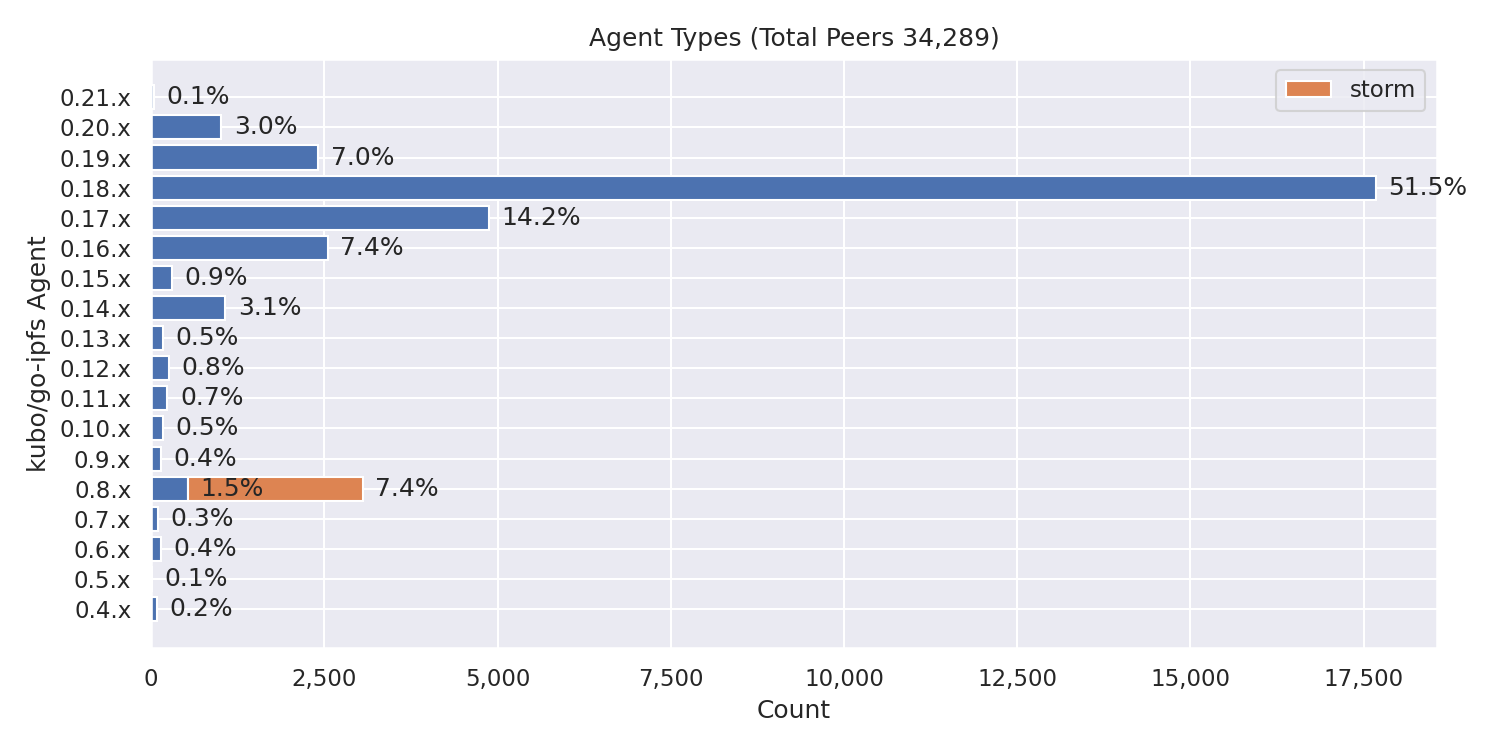 Agent Types (Total Peers 34,289)
storm
kubo/go-ipfs Agent
0.21.x 0.1%
0.20.x 3.0%
0.19.x 7.0%
0.18.x 51.5%
0.17.x 14.2%
0.16.x 7.4%
0.15.x 0.9%
0.14.x 3.1%
0.13.x 0.5%
0.12.x 0.8%
0.11.x 0.7%
0.10.x 0.5%
0.9.x 0.4%
0.8.x 1.5% 7.4%
0.7.x 0.3%
0.6.x 0.4%
0.5.x 0.1%
0.4.x 0.2%
0 2,500 5,000 7,500 10,000 12,500 15,000 17,500
Count